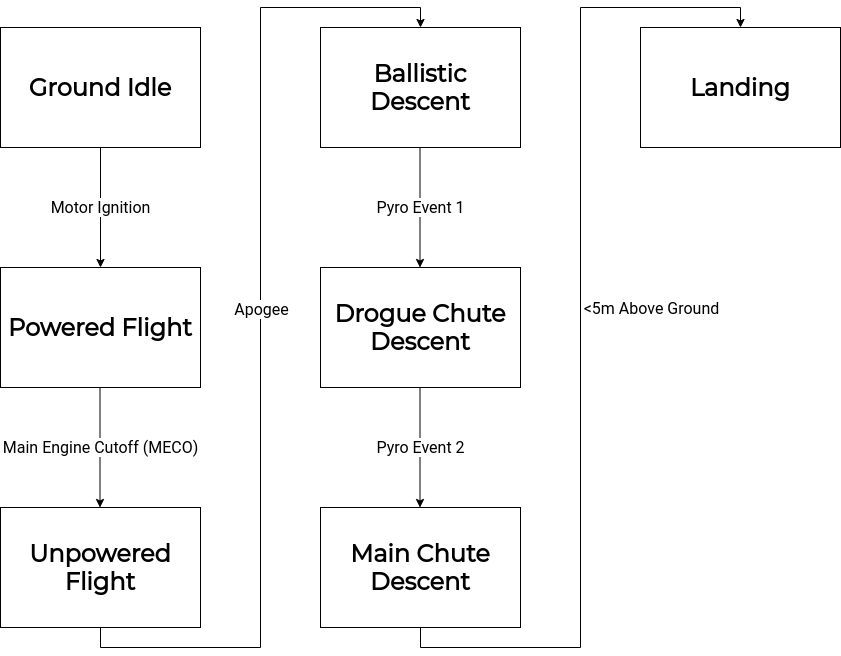 Ground Idle
Motor Ignition
Powered Flight
Main Engine Cutoff (MECO)
Unpowered
Flight
Apogee
Ballistic
Descent
Pyro Event 1
Drogue Chute
Descent
Pyro Event 2
Main Chute
Descent
<5m Above Ground
Landing